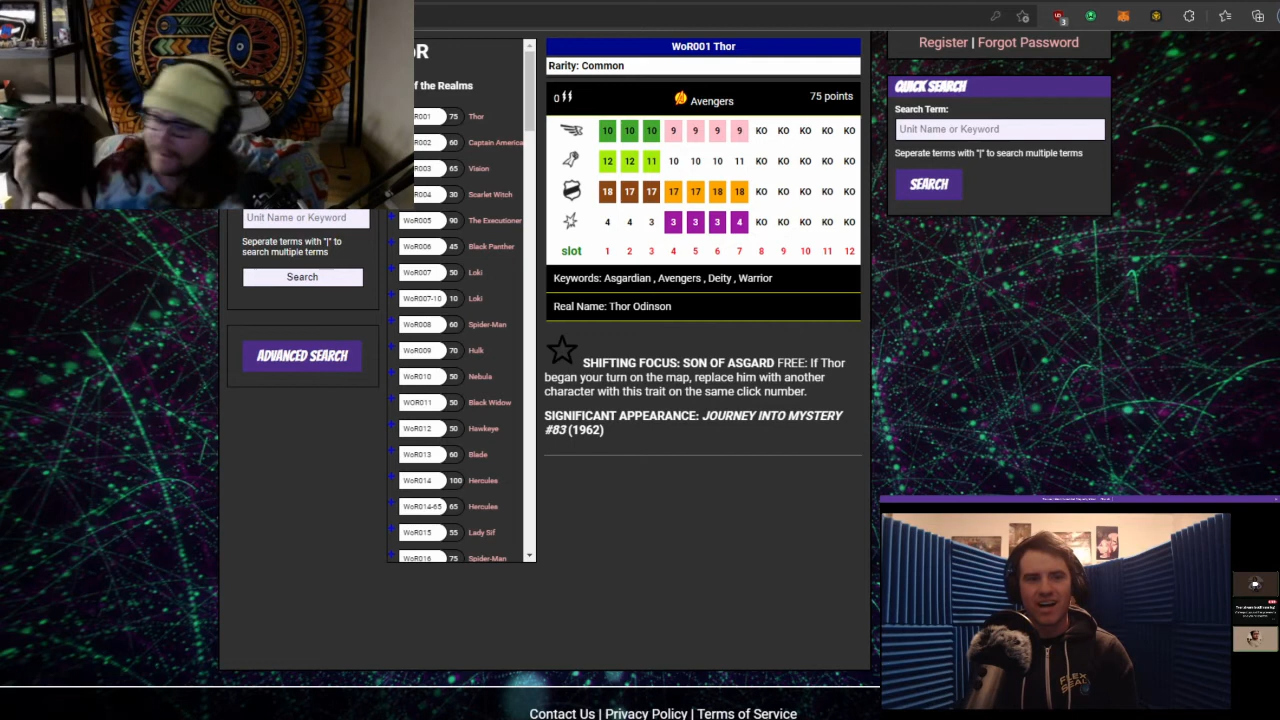 Register | Forgot Password
QUICK SEARCH
Search Term:
Unit Name or Keyword
Seperate terms with "|" to search multiple terms
SEARCH
Unit Name or Keyword
Seperate terms with "|" to
search multiple terms
Search
ADVANCED SEARCH
OR
of the Realms
R001 75 Thor
R002 60 Captain America
R003 65 Vision
R004 30 Scarlet Witch
WoR005 90 The Executioner
WoR006 45 Black Panther
WoR007 50 Loki
WoR007-10 10 Loki
WoR008 60 Spider-Man
WoR009 70 Hulk
WoR010 50 Nebula
WOR011 50 Black Widow
WoR012 50 Hawkeye
WoR013 60 Blade
WoR014 100 Hercules
WoR014-65 65 Hercules
WoR015 55 Lady Sif
WoR016 75 Spider-Man
WoR001 Thor
Rarity: Common
0 Avengers 75 points
10 10 10 9 9 9 9 KO KO KO KO KO
12 12 11 10 10 10 11 KO KO KO KO KO
18 17 17 17 17 18 18 KO KO KO KO KO
4 4 3 3 3 3 4 KO KO KO KO KO
slot 1 2 3 4 5 6 7 8 9 10 11 12
Keywords: Asgardian , Avengers , Deity , Warrior
Real Name: Thor Odinson
SHIFTING FOCUS: SON OF ASGARD FREE: If Thor
began your turn on the map, replace him with another
character with this trait on the same click number.
SIGNIFICANT APPEARANCE: JOURNEY INTO MYSTERY
#83 (1962)
FLEX
SEAL
Contact Us | Privacy Policy | Terms of Service